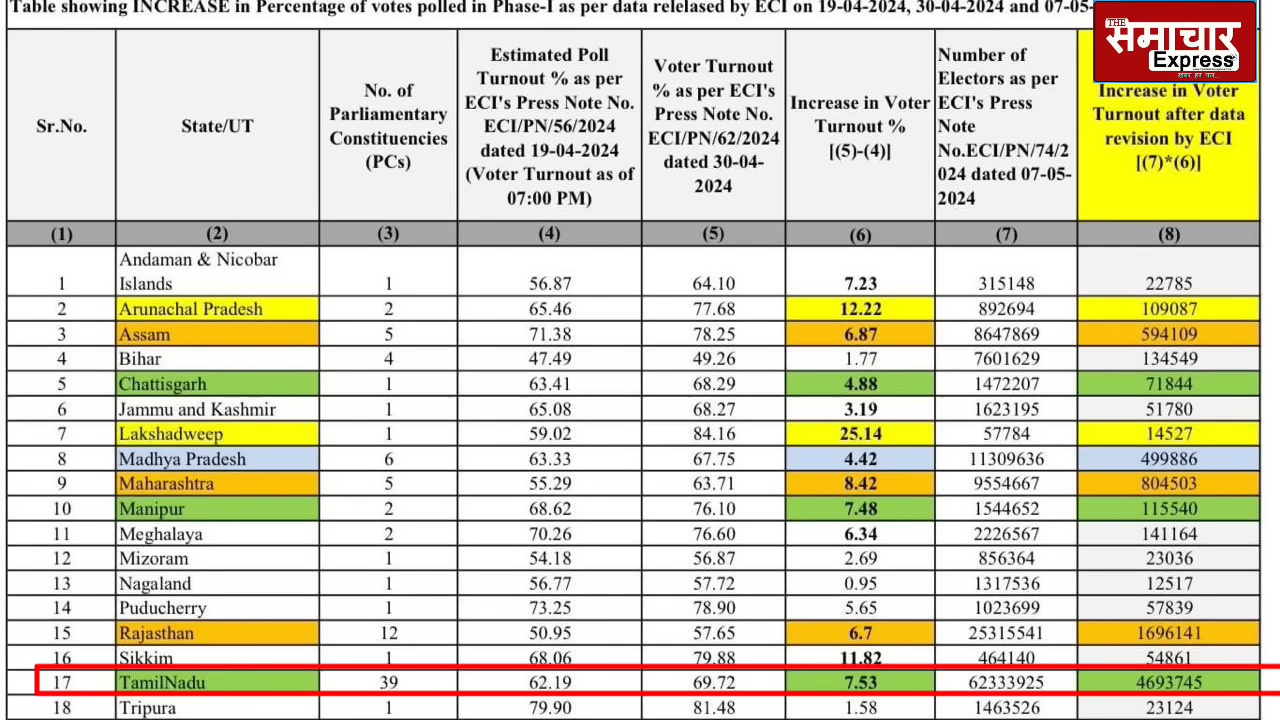 Table showing INCREASE in Percentage of votes polled in Phase-I as per data relelased by ECI on 19-04-2024, 30-04-2024 and 07-05-
THE
समाचार
Express
Sr.No.
State/UT
No. of
Parliamentary
Constituencies
(PCs)
Estimated Poll
Turnout % as per
ECI's Press Note No.
ECI/PN/56/2024
dated 19-04-2024
(Voter Turnout as of
07:00 PM)
Voter Turnout
% as per ECI's
Press Note No.
ECI/PN/62/2024
dated 30-04-
2024
Increase in Voter
Turnout %
[(5)-(4)]
Number of
Electors as per
ECI's Press
Note
No.ECI/PN/74/2
024 dated 07-05-
2024
Increase in Voter
Turnout after data
revision by ECI
[(7)*(6)]
(1) (2) (3) (4) (5) (6) (7) (8)
Andaman & Nicobar
1 Islands 1 56.87 64.10 7.23 315148 22785
2 Arunachal Pradesh 2 65.46 77.68 12.22 892694 109087
3 Assam 5 71.38 78.25 6.87 8647869 594109
4 Bihar 4 47.49 49.26 1.77 7601629 134549
5 Chattisgarh 1 63.41 68.29 4.88 1472207 71844
6 Jammu and Kashmir 1 65.08 68.27 3.19 1623195 51780
7 Lakshadweep 1 59.02 84.16 25.14 57784 14527
8 Madhya Pradesh 6 63.33 67.75 4.42 11309636 499886
9 Maharashtra 5 55.29 63.71 8.42 9554667 804503
10 Manipur 2 68.62 76.10 7.48 1544652 115540
11 Meghalaya 2 70.26 76.60 6.34 2226567 141164
12 Mizoram 1 54.18 56.87 2.69 856364 23036
13 Nagaland 1 56.77 57.72 0.95 1317536 12517
14 Puducherry 1 73.25 78.90 5.65 1023699 57839
15 Rajasthan 12 50.95 57.65 6.7 25315541 1696141
16 Sikkim 1 68.06 79.88 11.82 464140 54861
17 TamilNadu 39 62.19 69.72 7.53 62333925 4693745
18 Tripura 1 79.90 81.48 1.58 1463526 23124